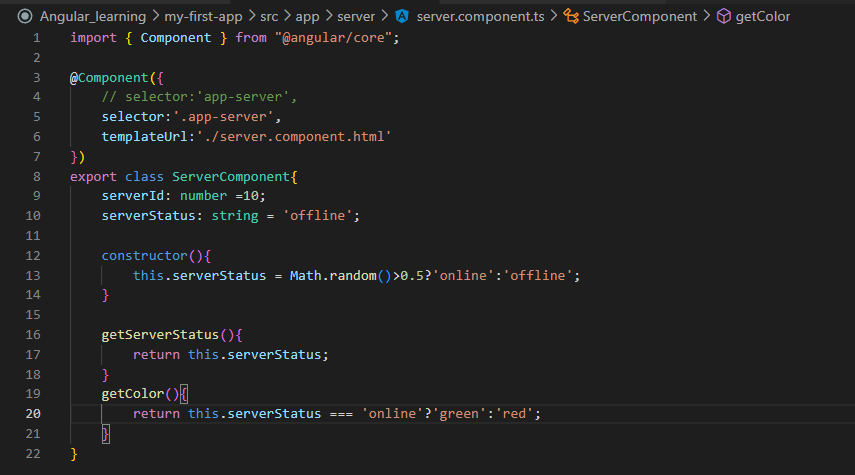 Angular_learning > my-first-app > src > app > server > server.component.ts > ServerComponent > getColor
1 import { Component } from "@angular/core";
2
3 @Component({
4     // selector:'app-server',
5     selector:'.app-server',
6     templateUrl:'./server.component.html'
7 })
8 export class ServerComponent{
9     serverId: number =10;
10     serverStatus: string = 'offline';
11
12     constructor(){
13         this.serverStatus = Math.random()>0.5?'online':'offline';
14     }
15
16     getServerStatus(){
17         return this.serverStatus;
18     }
19     getColor(){
20         return this.serverStatus === 'online'?'green':'red';
21     }
22 }